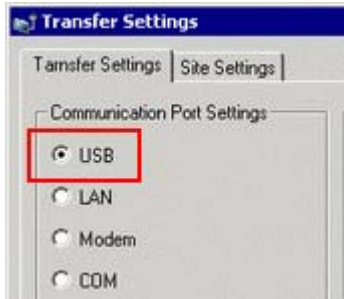 Transfer Settings
Tarnsfer Settings Site Settings
Communication Port Settings
USB
LAN
Modem
COM